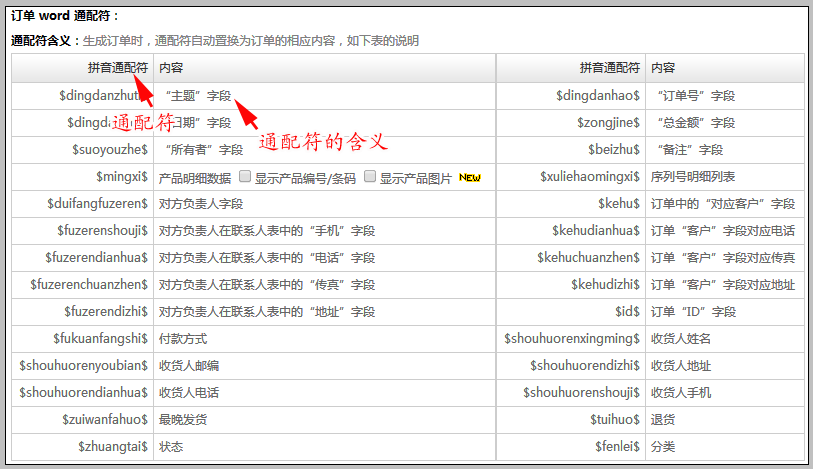 订单 word 通配符：
通配符含义：生成订单时，通配符自动置换为订单的相应内容，如下表的说明
拼音通配符 内容 拼音通配符 内容
$dingdanzhuti “主题”字段 $dingdanhao$ “订单号”字段
通配符
日期”字段 $zongjine$ “总金额”字段
通配符的含义
$suoyouzhe$ “所有者”字段 $beizhu$ “备注”字段
$mingxi$ 产品明细数据 显示产品编号/条码 显示产品图片 NEW $xuliehaomingxi$ 序列号明细列表
$duifangfuzeren$ 对方负责人字段 $kehu$ 订单中的“对应客户”字段
$fuzerenshouji$ 对方负责人在联系人表中的“手机”字段 $kehudianhua$ 订单“客户”字段对应电话
$fuzerendianhua$ 对方负责人在联系人表中的“电话”字段 $kehuchuanzhen$ 订单“客户”字段对应传真
$fuzerenchuanzhen$ 对方负责人在联系人表中的“传真”字段 $kehudizhi$ 订单“客户”字段对应地址
$fuzerendizhi$ 对方负责人在联系人表中的“地址”字段 $id$ 订单“ID”字段
$fukuanfangshi$ 付款方式 $shouhuorenxingming$ 收货人姓名
$shouhuorenyoubian$ 收货人邮编 $shouhuorendizhi$ 收货人地址
$shouhuorendianhua$ 收货人电话 $shouhuorenshouji$ 收货人手机
$zuiwanfahuo$ 最晚发货 $tuihuo$ 退货
$zhuangtai$ 状态 $fenlei$ 分类